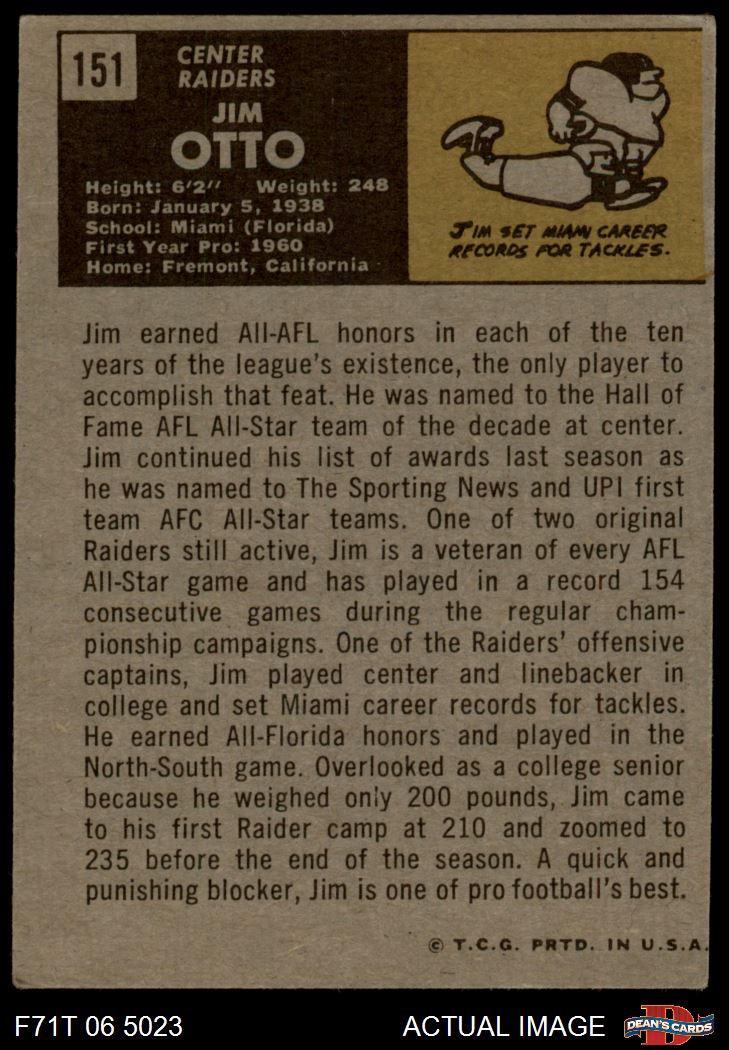 151
CENTER
RAIDERS
JIM
OTTO
Height: 6'2" Weight: 248
Born: January 5, 1938
School: Miami (Florida)
First Year Pro: 1960
Home: Fremont, California
JIM SET MIAMI CAREER
RECORDS FOR TACKLES.
Jim earned All-AFL honors in each of the ten
years of the league's existence, the only player to
accomplish that feat. He was named to the Hall of
Fame AFL All-Star team of the decade at center.
Jim continued his list of awards last season as
he was named to The Sporting News and UPI first
team AFC All-Star teams. One of two original
Raiders still active, Jim is a veteran of every AFL
All-Star game and has played in a record 154
consecutive games during the regular cham-
pionship campaigns. One of the Raiders' offensive
captains, Jim played center and linebacker in
college and set Miami career records for tackles.
He earned All-Florida honors and played in the
North-South game. Overlooked as a college senior
because he weighed only 200 pounds, Jim came
to his first Raider camp at 210 and zoomed to
235 before the end of the season. A quick and
punishing blocker, Jim is one of pro football's best.
© T.C.G. PRTD. IN U.S.A.
F71T 06 5023 ACTUAL IMAGE D DEAN'S CARDS